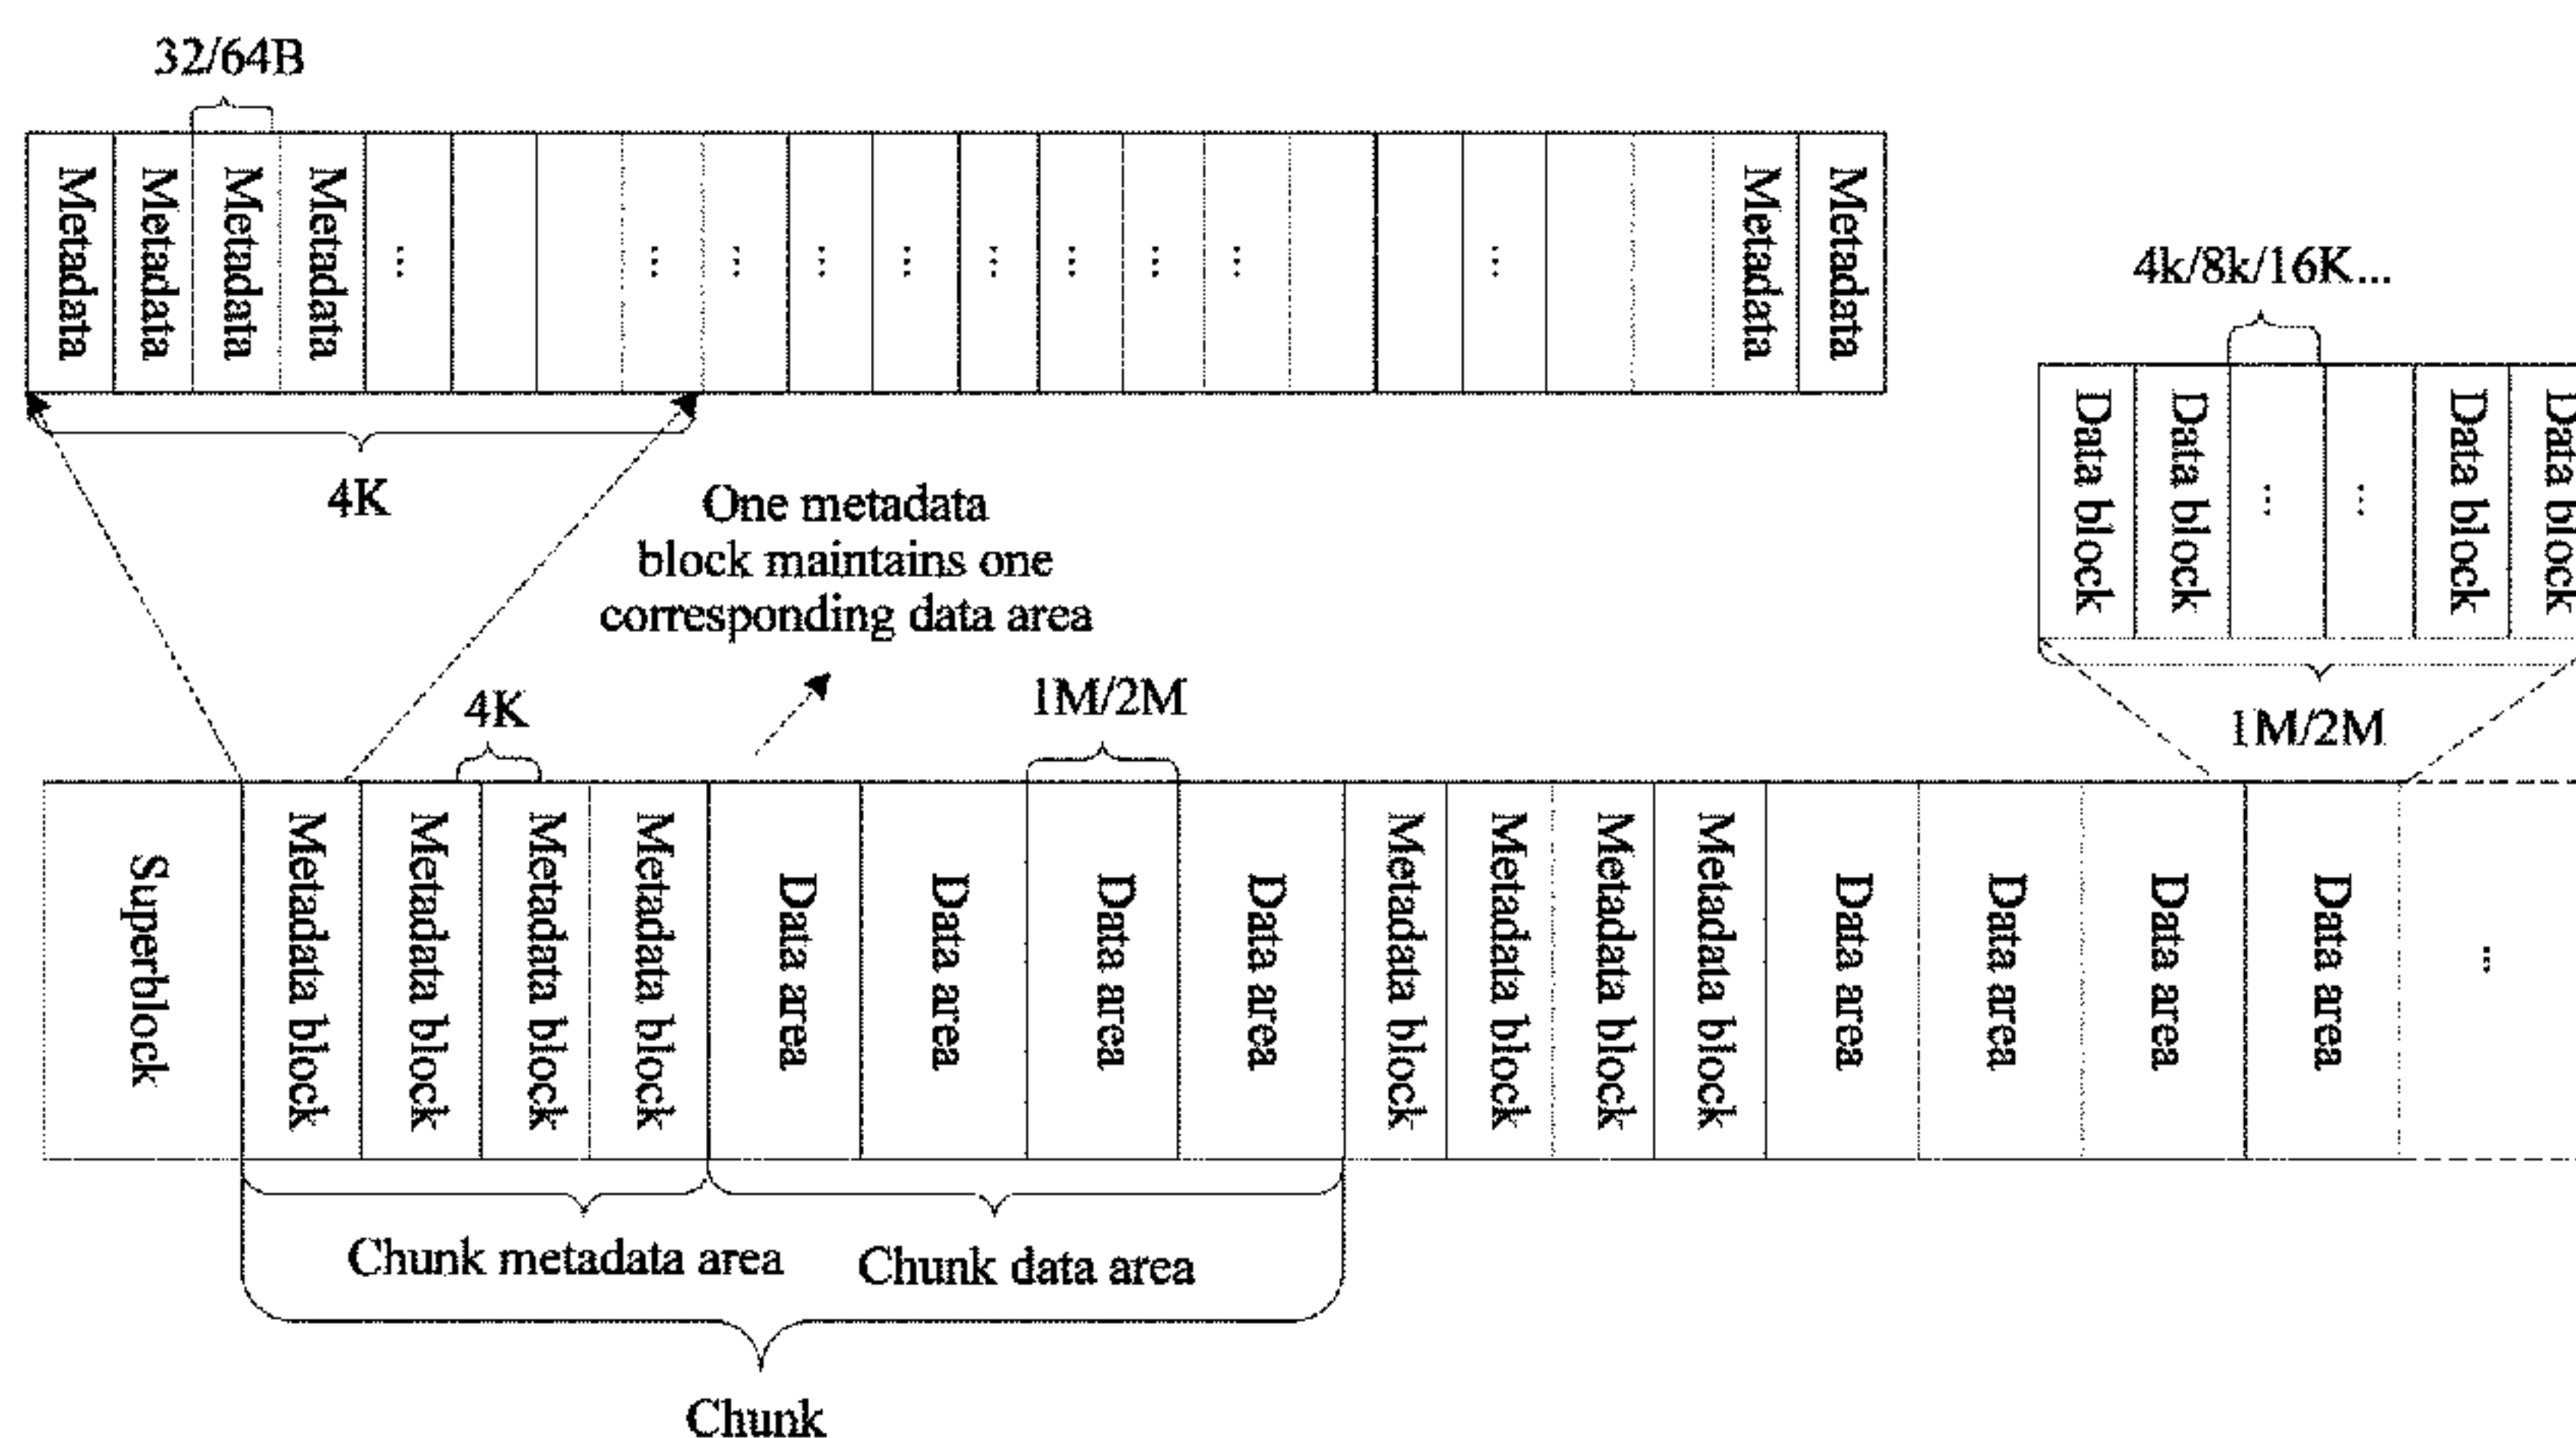 32/64B
Metadata
Metadata
Metadata
Metadata
...
...
...
...
...
...
...
...
...
...
Metadata
Metadata
4K
4k/8k/16K...
Data block
Data block
...
...
Data block
Data block
1M/2M
One metadata
block maintains one
corresponding data area
4K
1M/2M
Superblock
Metadata block
Metadata block
Metadata block
Metadata block
Data area
Data area
Data area
Data area
Metadata block
Metadata block
Metadata block
Metadata block
Data area
Data area
Data area
Data area
...
Chunk metadata area
Chunk data area
Chunk